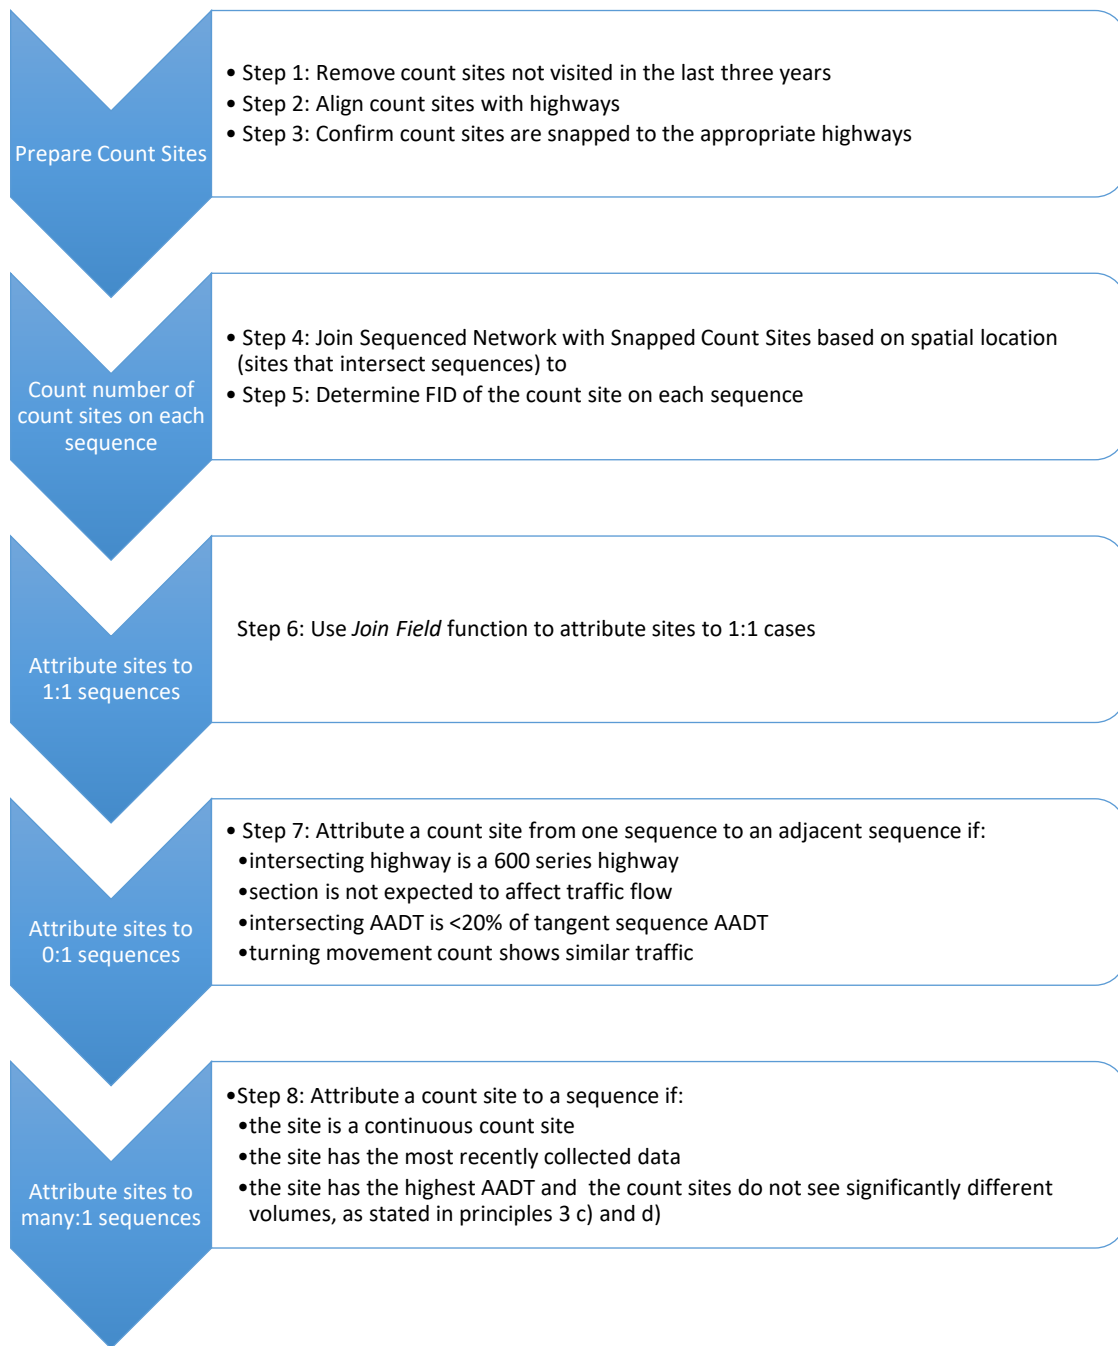 Prepare Count Sites
• Step 1: Remove count sites not visited in the last three years
• Step 2: Align count sites with highways
• Step 3: Confirm count sites are snapped to the appropriate highways
Count number of
count sites on each
sequence
• Step 4: Join Sequenced Network with Snapped Count Sites based on spatial location
(sites that intersect sequences) to
• Step 5: Determine FID of the count site on each sequence
Attribute sites to
1:1 sequences
Step 6: Use Join Field function to attribute sites to 1:1 cases
Attribute sites to
0:1 sequences
• Step 7: Attribute a count site from one sequence to an adjacent sequence if:
•intersecting highway is a 600 series highway
•section is not expected to affect traffic flow
•intersecting AADT is <20% of tangent sequence AADT
•turning movement count shows similar traffic
Attribute sites to
many:1 sequences
•Step 8: Attribute a count site to a sequence if:
•the site is a continuous count site
•the site has the most recently collected data
•the site has the highest AADT and  the count sites do not see significantly different
volumes, as stated in principles 3 c) and d)